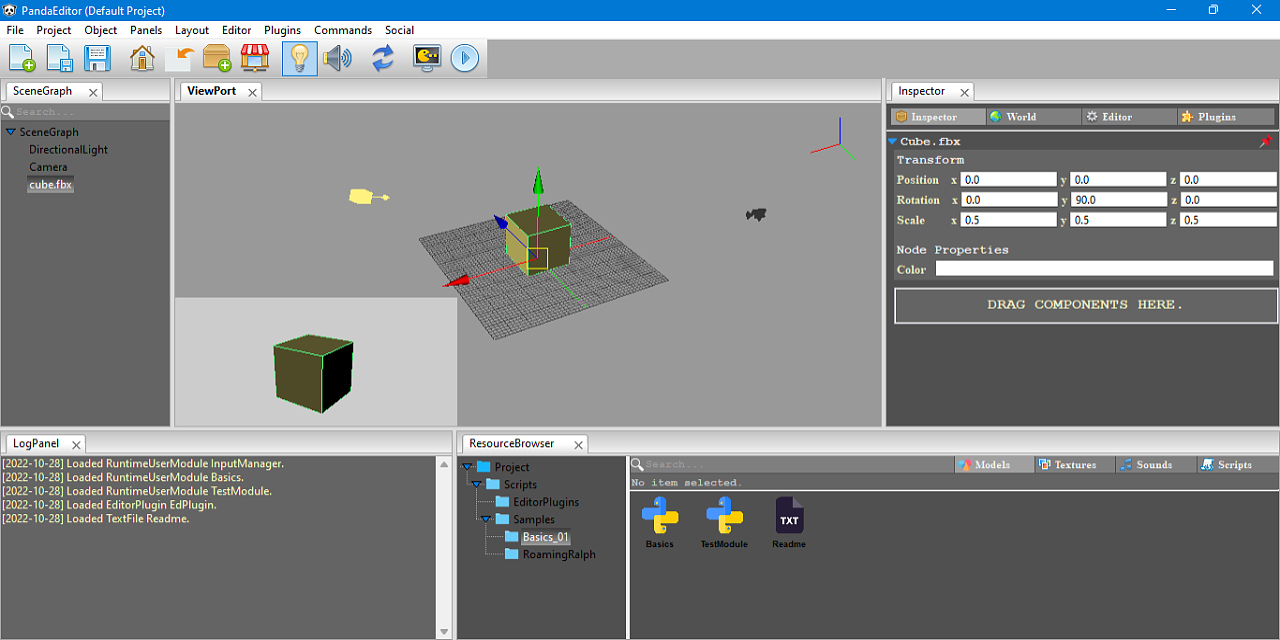 PandaEditor (Default Project)
File Project Object Panels Layout Editor Plugins Commands Social
SceneGraph
Search...
SceneGraph
DirectionalLight
Camera
cube.fbx
ViewPort
Inspector
Inspector World Editor Plugins
Cube.fbx
Transform
Position x 0.0 y 0.0 z 0.0
Rotation x 0.0 y 90.0 z 0.0
Scale x 0.5 y 0.5 z 0.5
Node Properties
Color
DRAG COMPONENTS HERE.
LogPanel
[2022-10-28] Loaded RuntimeUserModule InputManager.
[2022-10-28] Loaded RuntimeUserModule Basics.
[2022-10-28] Loaded RuntimeUserModule TestModule.
[2022-10-28] Loaded EditorPlugin EdPlugin.
[2022-10-28] Loaded TextFile Readme.
ResourceBrowser
Project
Scripts
EditorPlugins
Samples
Basics_01
RoamingRalph
Search...
Models Textures Sounds Scripts
No item selected.
TXT
Basics TestModule Readme